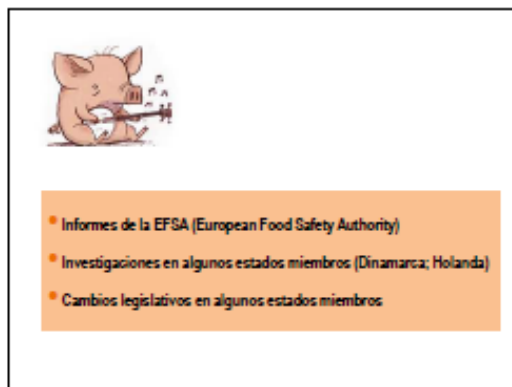 • Informes de la EFSA (European Food Safety Authority)
• Investigaciones en algunos estados miembros (Dinamarca; Holanda)
• Cambios legislativos en algunos estados miembros